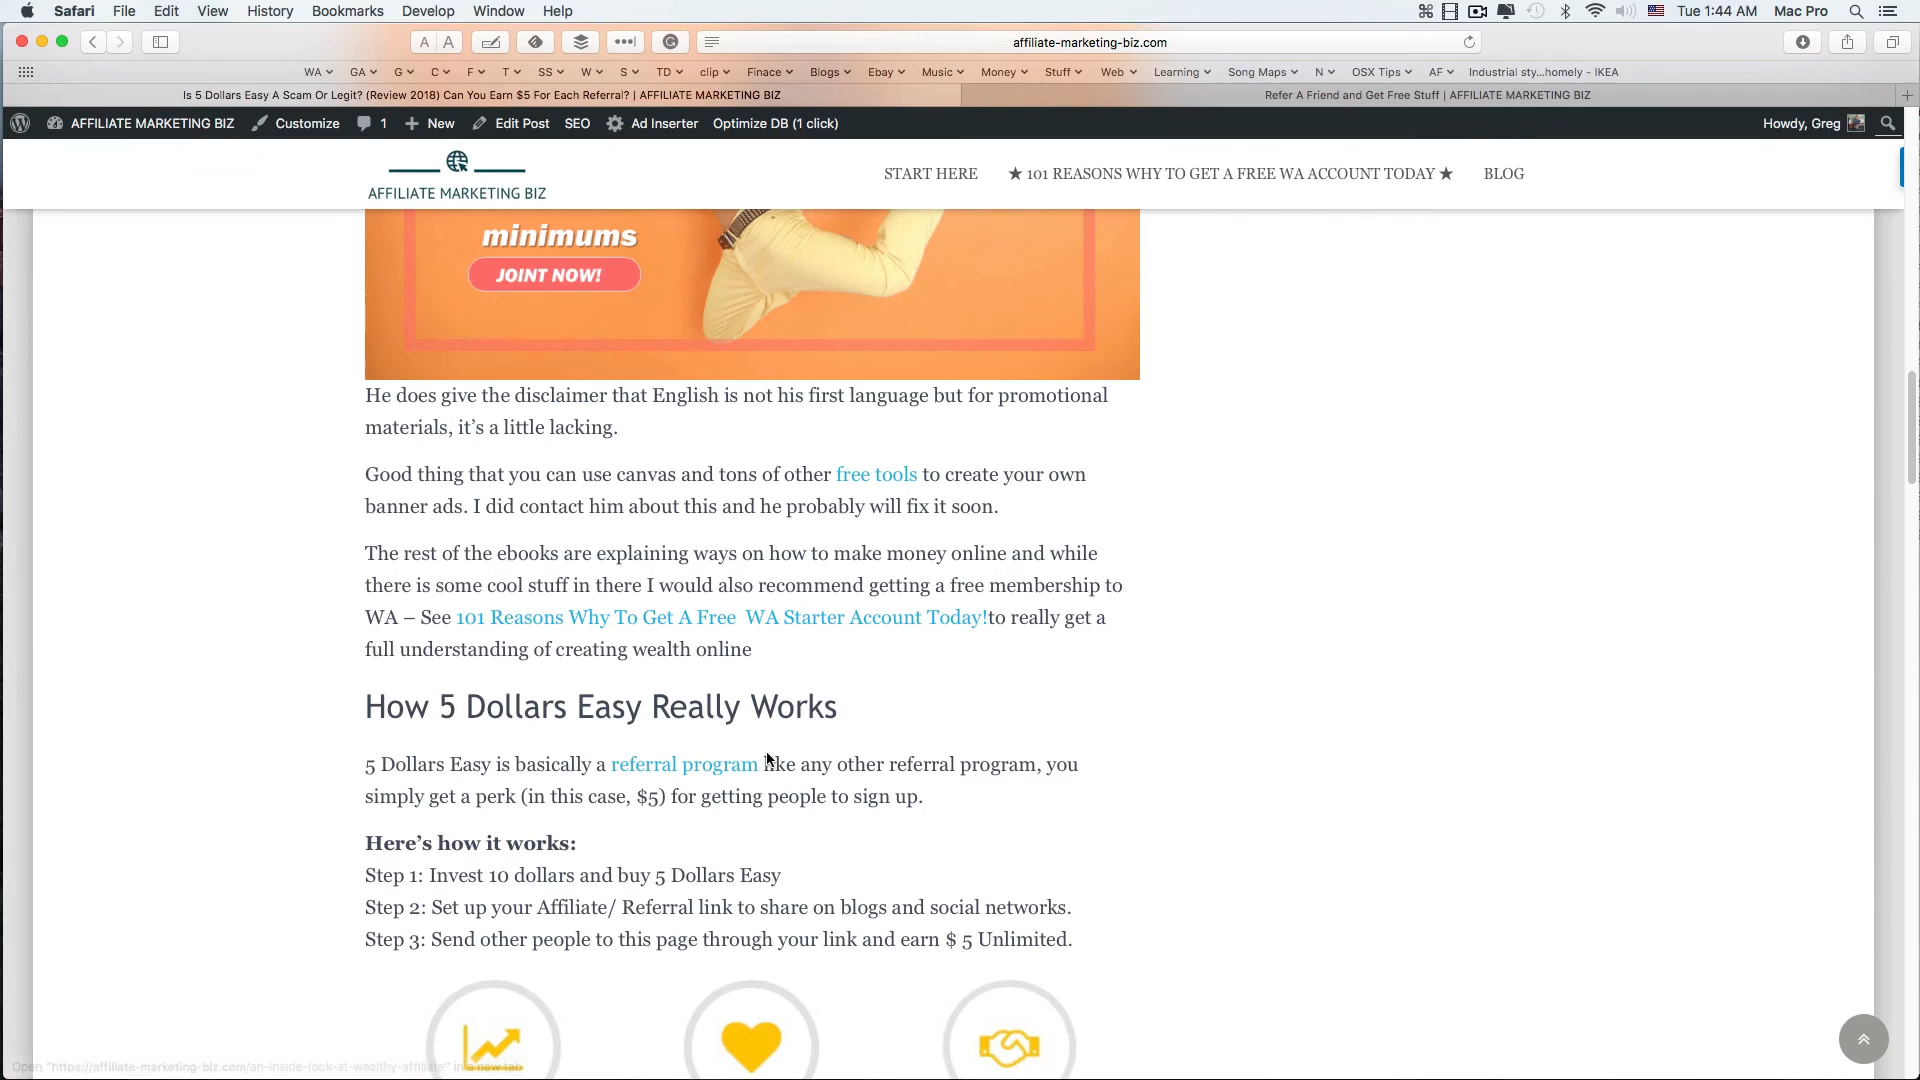 Safari File Edit View History Bookmarks Develop Window Help Tue 1:44 AM Mac Pro
A A affiliate-marketing-biz.com
WA GA G C F T SS W S TD clip Finace Blogs Ebay Music Money Stuff Web Learning Song Maps N OSX Tips AF Industrial sty...homely - IKEA
Is 5 Dollars Easy A Scam Or Legit? (Review 2018) Can You Earn $5 For Each Referral? | AFFILIATE MARKETING BIZ Refer A Friend and Get Free Stuff | AFFILIATE MARKETING BIZ
AFFILIATE MARKETING BIZ Customize 1 New Edit Post SEO Ad Inserter Optimize DB (1 click) Howdy, Greg
AFFILIATE MARKETING BIZ
START HERE ★ 101 REASONS WHY TO GET A FREE WA ACCOUNT TODAY ★ BLOG
minimums
JOINT NOW!
He does give the disclaimer that English is not his first language but for promotional
materials, it's a little lacking.
Good thing that you can use canvas and tons of other free tools to create your own
banner ads. I did contact him about this and he probably will fix it soon.
The rest of the ebooks are explaining ways on how to make money online and while
there is some cool stuff in there I would also recommend getting a free membership to
WA – See 101 Reasons Why To Get A Free WA Starter Account Today!to really get a
full understanding of creating wealth online
How 5 Dollars Easy Really Works
5 Dollars Easy is basically a referral program like any other referral program, you
simply get a perk (in this case, $5) for getting people to sign up.
Here's how it works:
Step 1: Invest 10 dollars and buy 5 Dollars Easy
Step 2: Set up your Affiliate/ Referral link to share on blogs and social networks.
Step 3: Send other people to this page through your link and earn $ 5 Unlimited.
Open "https://affiliate-marketing-biz.com/an-inside-look-at-wealthy-affiliate" in a new tab